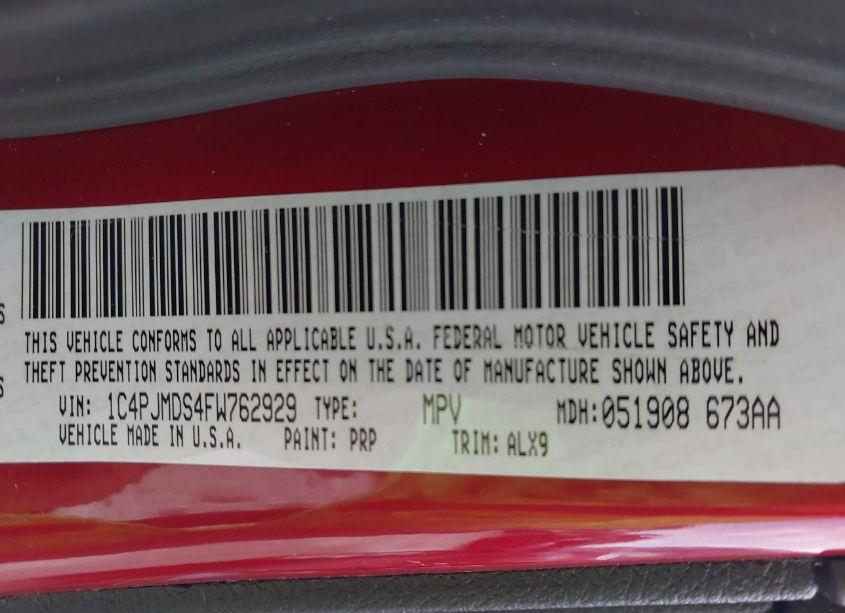 THIS VEHICLE CONFORMS TO ALL APPLICABLE U.S.A. FEDERAL MOTOR VEHICLE SAFETY AND
THEFT PREVENTION STANDARDS IN EFFECT ON THE DATE OF MANUFACTURE SHOWN ABOVE.
VIN: 1C4PJMDS4FW762929 TYPE: MPV MDH:051908 673AA
VEHICLE MADE IN U.S.A. PAINT: PRP TRIM: ALX9